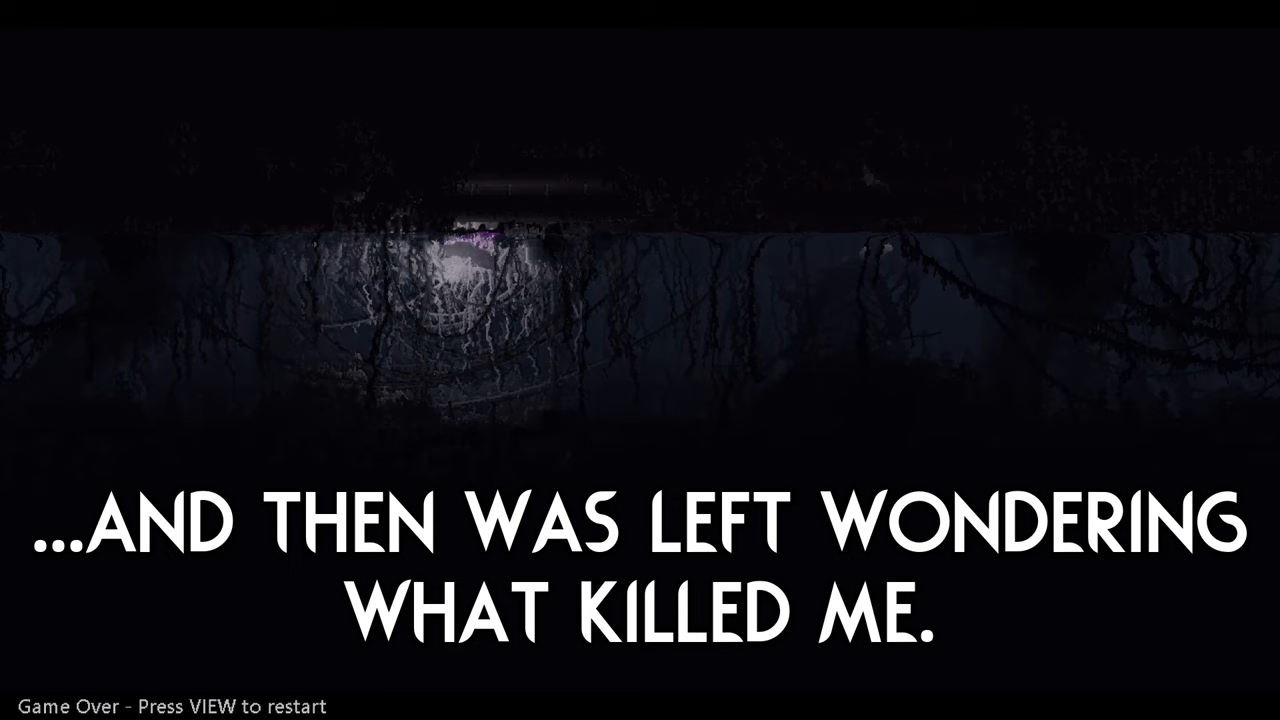 ...AND THEN WAS LEFT WONDERING
WHAT KILLED ME.
Game Over - Press VIEW to restart